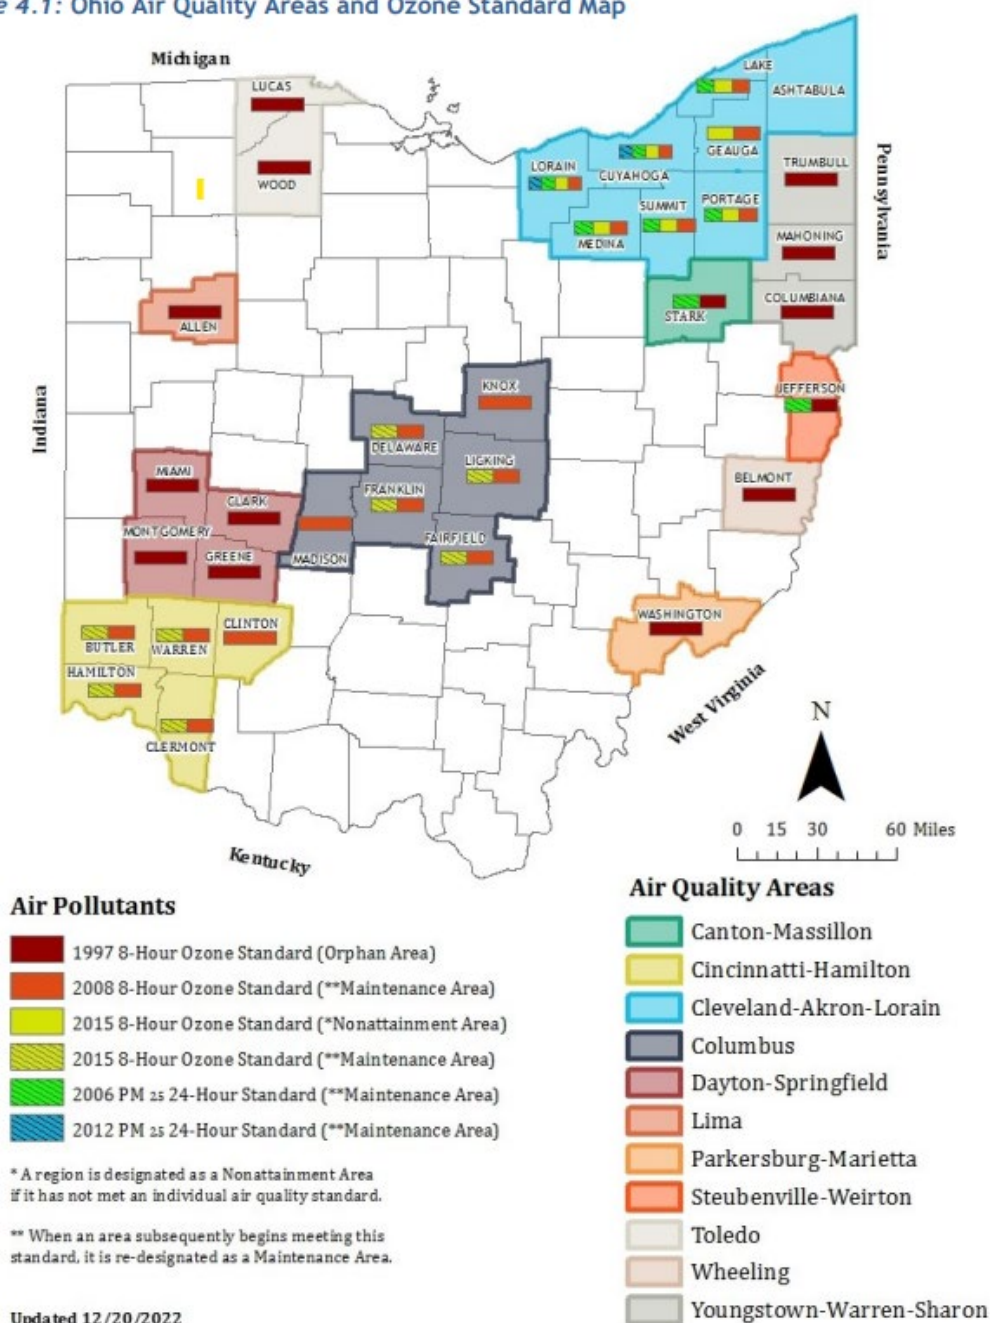 4.1: Ohio Air Quality Areas and Ozone Standard Map
Michigan
LUCAS
WOOD
LAKE
ASHTABULA
GEAUGA
LORAIN
CUYAHOGA
TRUMBULL
SUMMIT
PORTAGE
MEDINA
MAHONING
Pennsylvania
COLUMBIANA
STARK
ALLEN
Indiana
KNOX
JEFFERSON
DELAWARE
LICKING
BELMONT
MIAMI
CLARK
FRANKLIN
MONTGOMERY
GREENE
MADISON
FAIRFIELD
WASHINGTON
BUTLER
WARREN
CLINTON
HAMILTON
CLERMONT
West Virginia
N
0 15 30 60 Miles
Kentucky
Air Pollutants
1997 8-Hour Ozone Standard (Orphan Area)
2008 8-Hour Ozone Standard (**Maintenance Area)
2015 8-Hour Ozone Standard (*Nonattainment Area)
2015 8-Hour Ozone Standard (**Maintenance Area)
2006 PM 25 24-Hour Standard (**Maintenance Area)
2012 PM 25 24-Hour Standard (**Maintenance Area)
* A region is designated as a Nonattainment Area
if it has not met an individual air quality standard.
** When an area subsequently begins meeting this
standard, it is re-designated as a Maintenance Area.
Updated 12/20/2022
Air Quality Areas
Canton-Massillon
Cincinnatti-Hamilton
Cleveland-Akron-Lorain
Columbus
Dayton-Springfield
Lima
Parkersburg-Marietta
Steubenville-Weirton
Toledo
Wheeling
Youngstown-Warren-Sharon